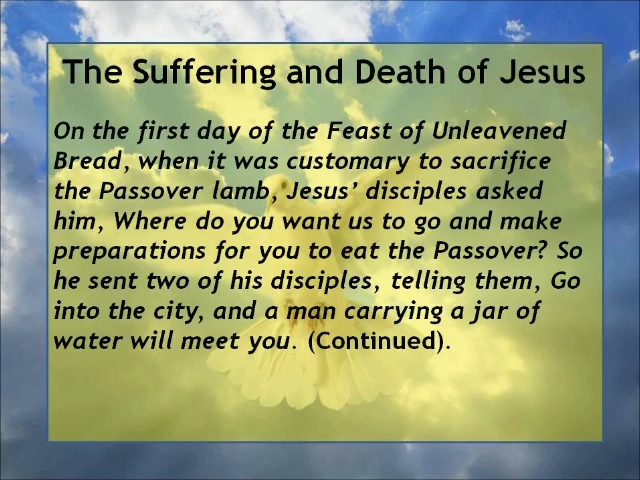 The Suffering and Death of Jesus
On the first day of the Feast of Unleavened
Bread, when it was customary to sacrifice
the Passover lamb, Jesus’ disciples asked
him, Where do you want us to go and make
preparations for you to eat the Passover? So
he sent two of his disciples, telling them, Go
into the city, and a man carrying a jar of
water will meet you. (Continued).